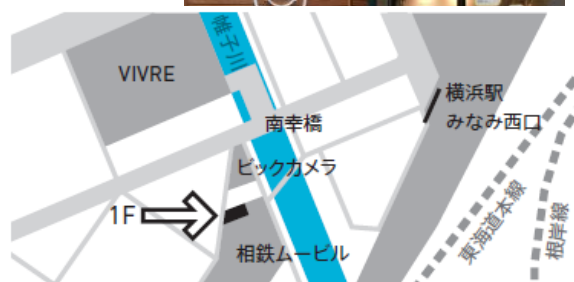 帷子川
VIVRE
横浜駅
みなみ西口
南幸橋
ビックカメラ
1F
相鉄ムービル
東海道本線
根岸線